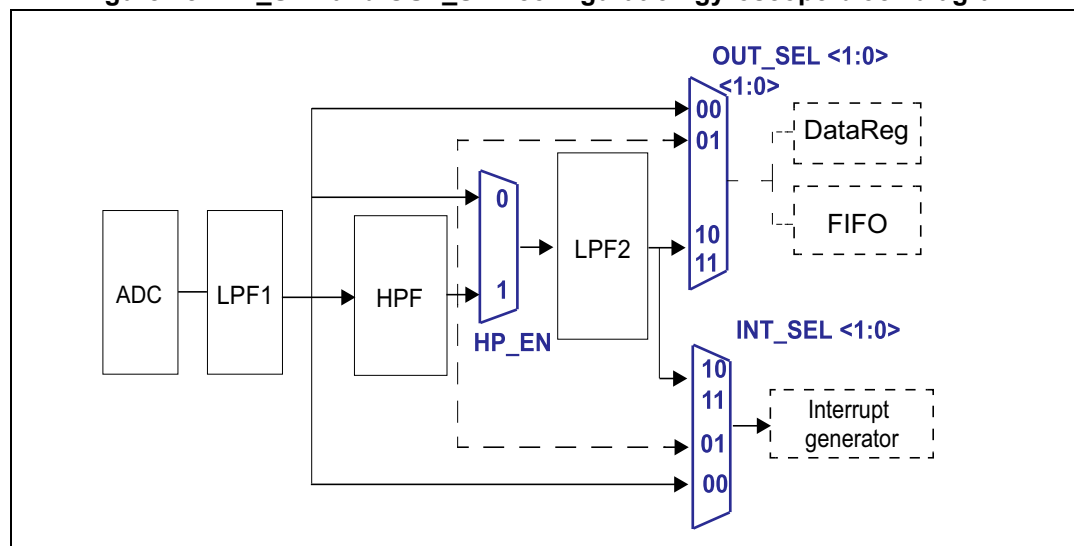 OUT_SEL <1:0>
<1:0>
00
01
DataReg
0
10
11
FIFO
ADC
LPF1
HPF
1
LPF2
HP_EN
INT_SEL <1:0>
10
11
01
00
Interrupt
generator